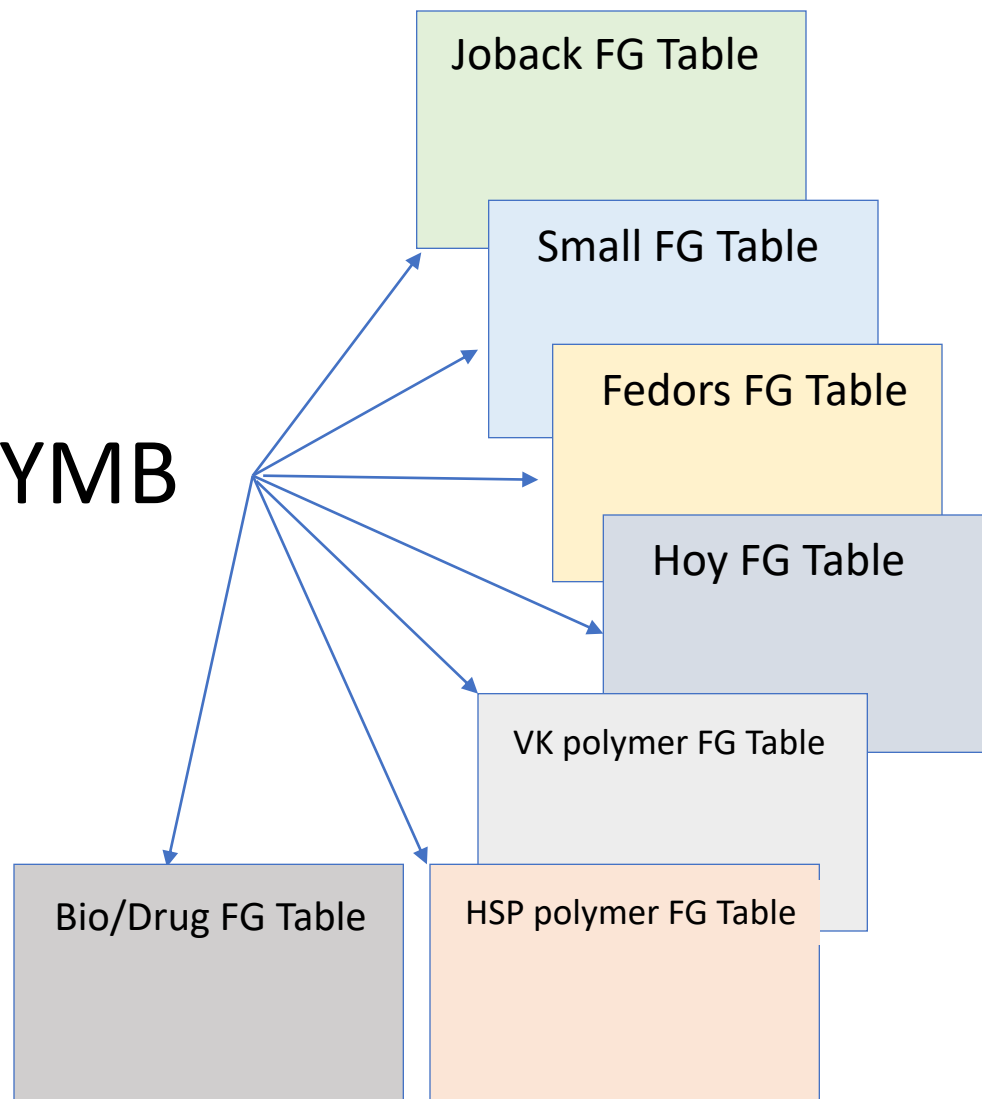 Joback FG Table
Small FG Table
Fedors FG Table
YMB
Hoy FG Table
VK polymer FG Table
Bio/Drug FG Table
HSP polymer FG Table